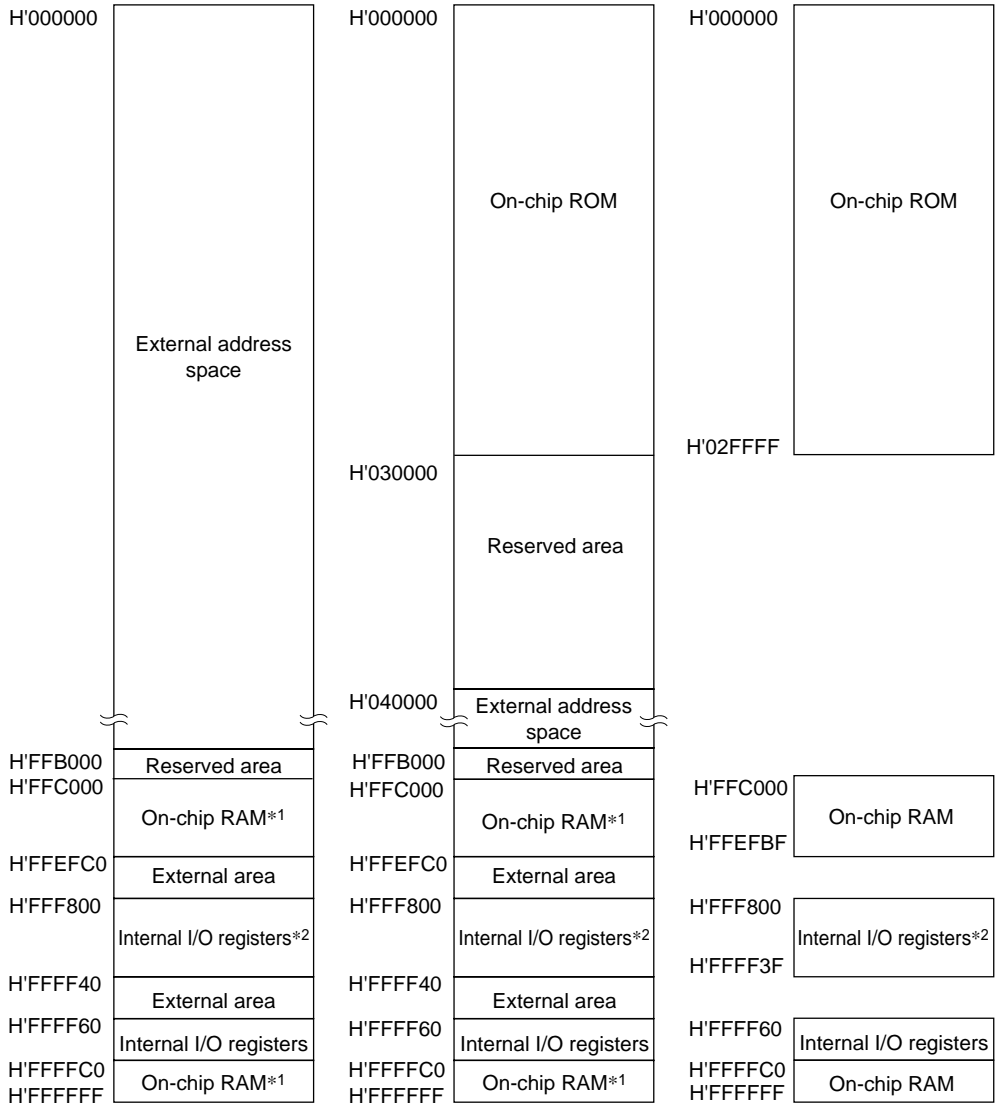 H'000000
External address
space
H'FFB000
Reserved area
H'FFC000
On-chip RAM*1
H'FFEFC0
External area
H'FFF800
Internal I/O registers*2
H'FFFF40
External area
H'FFFF60
Internal I/O registers
H'FFFFC0
On-chip RAM*1
H'FFFFFF
H'000000
On-chip ROM
H'030000
Reserved area
H'040000
External address
space
H'FFB000
Reserved area
H'FFC000
On-chip RAM*1
H'FFEFC0
External area
H'FFF800
Internal I/O registers*2
H'FFFF40
External area
H'FFFF60
Internal I/O registers
H'FFFFC0
On-chip RAM*1
H'FFFFFF
H'000000
On-chip ROM
H'02FFFF
H'FFC000
On-chip RAM
H'FFEFBF
H'FFF800
Internal I/O registers*2
H'FFFF3F
H'FFFF60
Internal I/O registers
H'FFFFC0
On-chip RAM
H'FFFFFF